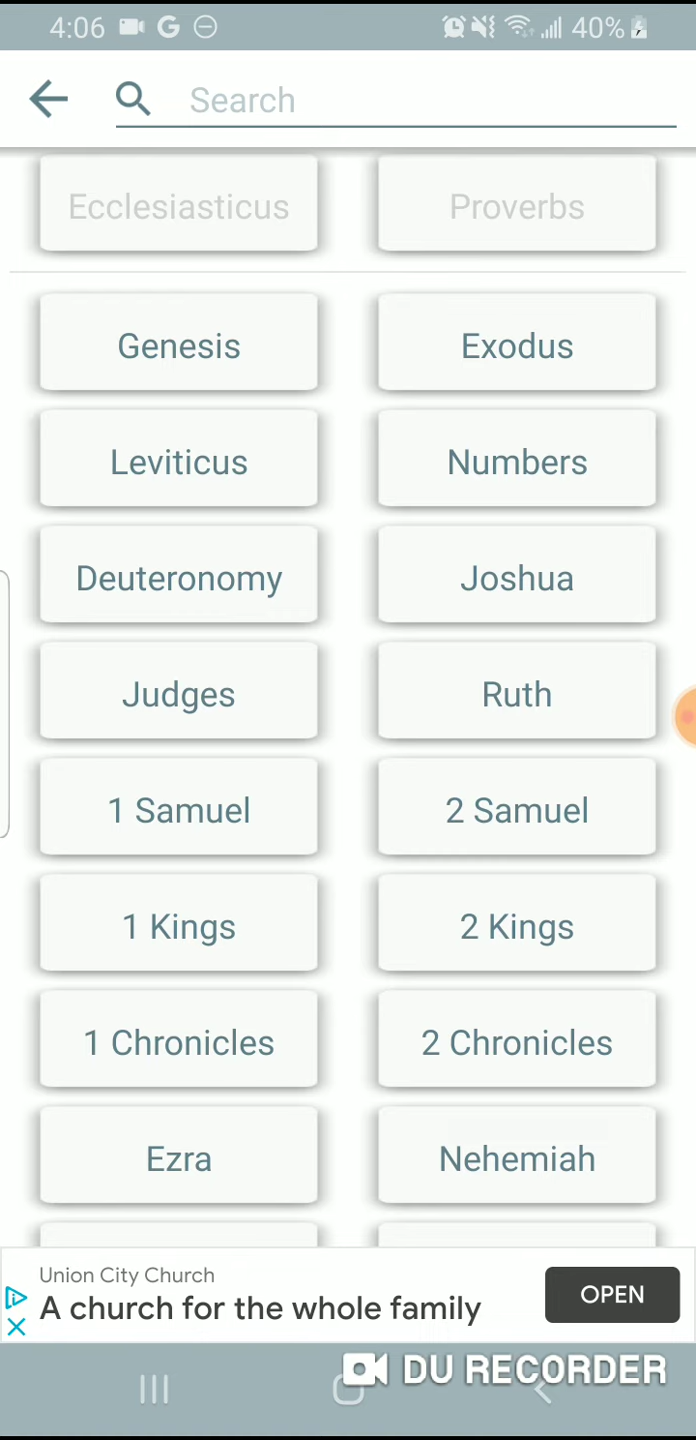 4:06 G 40%
Search
Ecclesiasticus Proverbs
Genesis Exodus
Leviticus Numbers
Deuteronomy Joshua
Judges Ruth
1 Samuel 2 Samuel
1 Kings 2 Kings
1 Chronicles 2 Chronicles
Ezra Nehemiah
Union City Church
A church for the whole family
OPEN
DU RECORDER